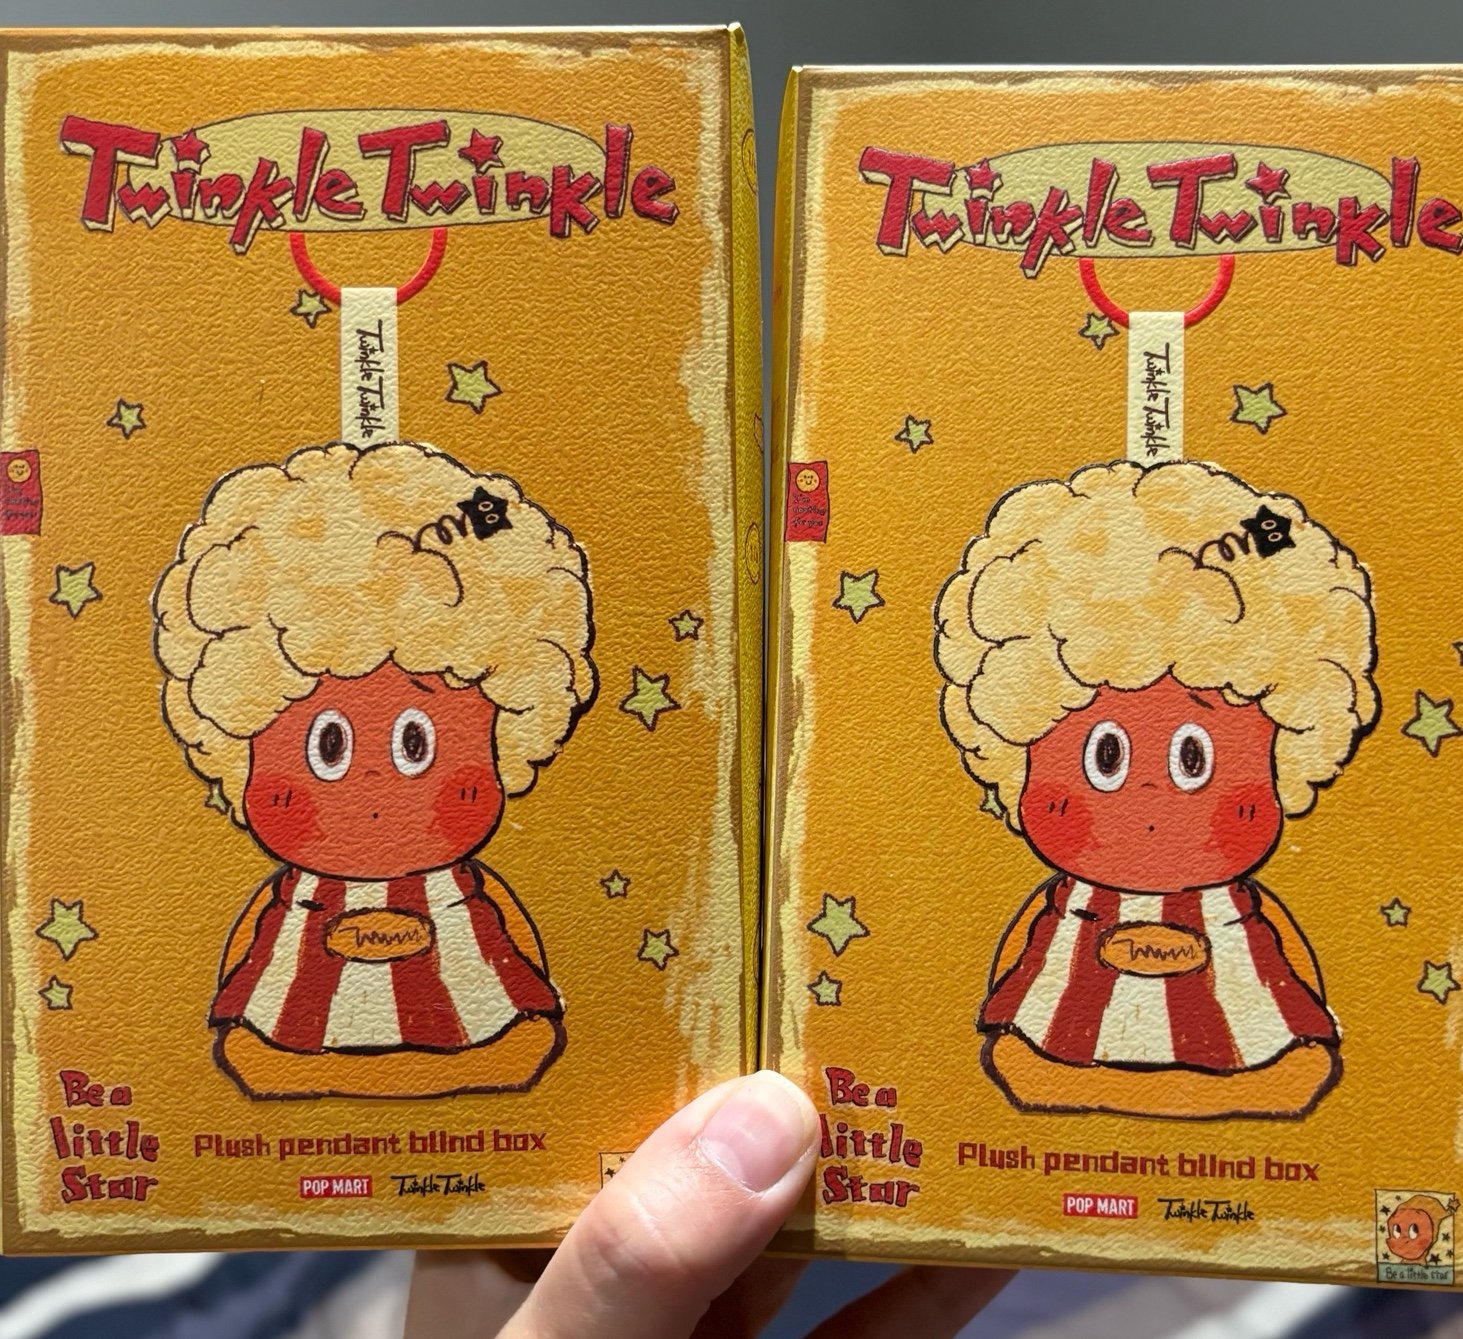 Twinkle Twinkle
Twinkle Twinkle
Be a
little
Star
Plush pendant blind box
POP MART Twinkle Twinkle
Twinkle Twinkle
Twinkle Twinkle
Be a
little
Star
Plush pendant blind box
POP MART Twinkle Twinkle
Be a little star